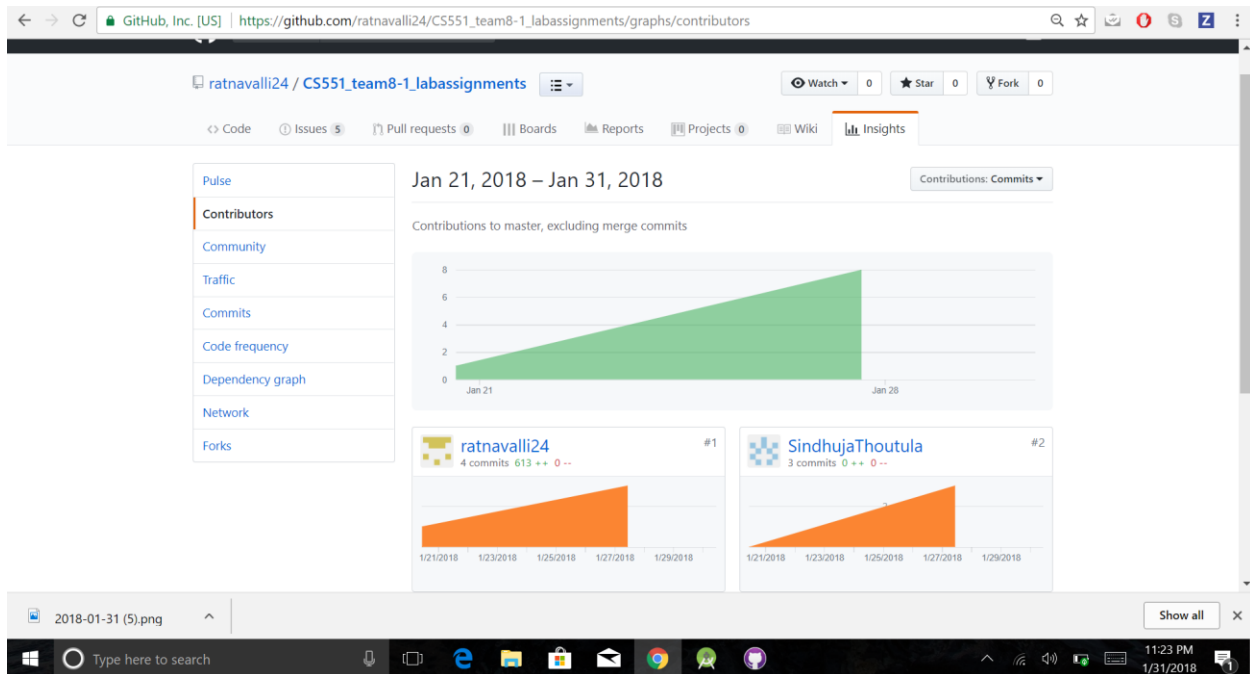 GitHub, Inc. [US] https://github.com/ratnavalli24/CS551_team8-1_labassignments/graphs/contributors
ratnavalli24 / CS551_team8-1_labassignments Watch 0 Star 0 Fork 0
Code Issues 5 Pull requests 0 Boards Reports Projects 0 Wiki Insights
Pulse
Contributors
Community
Traffic
Commits
Code frequency
Dependency graph
Network
Forks
Jan 21, 2018 – Jan 31, 2018 Contributions: Commits
Contributions to master, excluding merge commits
8
6
4
2
0
Jan 21 Jan 28
ratnavalli24 #1
4 commits 613 ++ 0 --
1/21/2018 1/23/2018 1/25/2018 1/27/2018 1/29/2018
SindhujaThoutula #2
3 commits 0 ++ 0 --
1/21/2018 1/23/2018 1/25/2018 1/27/2018 1/29/2018
2018-01-31 (5).png Show all
Type here to search 11:23 PM
1/31/2018